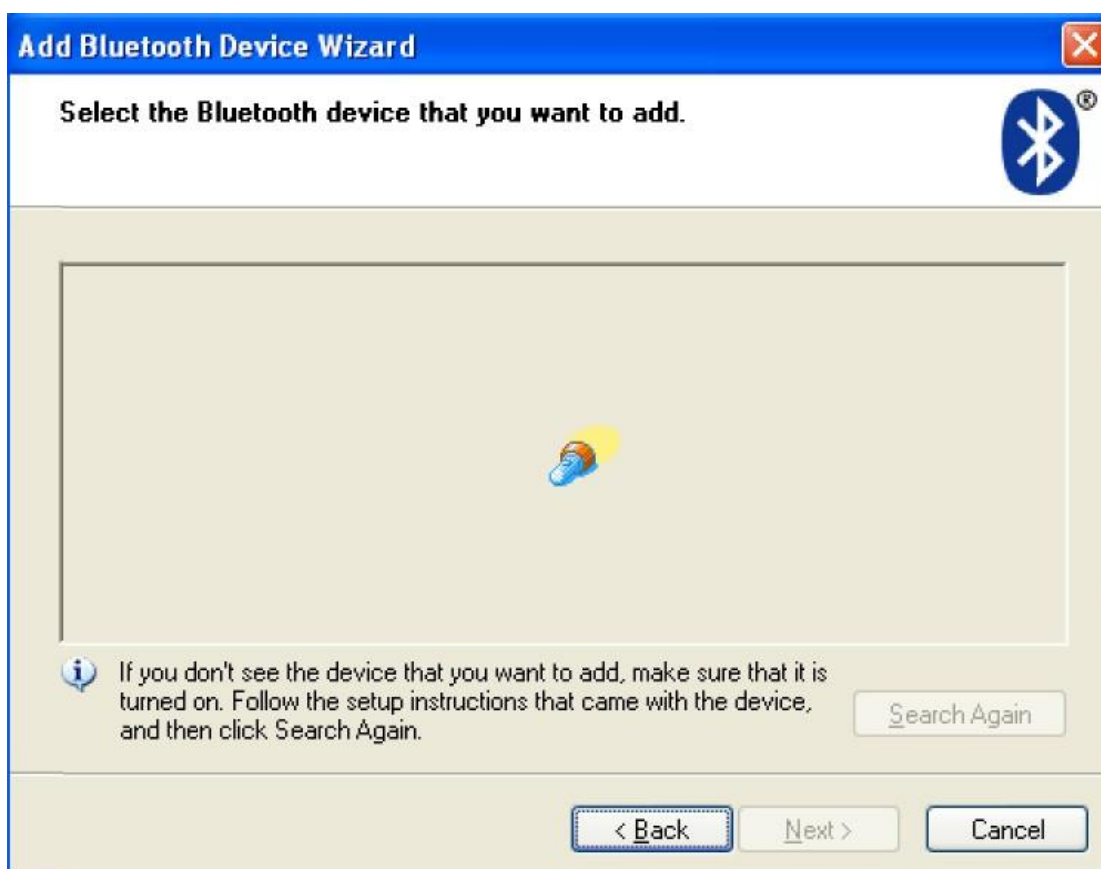 Add Bluetooth Device Wizard
Select the Bluetooth device that you want to add.
®
If you don't see the device that you want to add, make sure that it is
turned on. Follow the setup instructions that came with the device,
and then click Search Again.
Search Again
< Back
Next >
Cancel